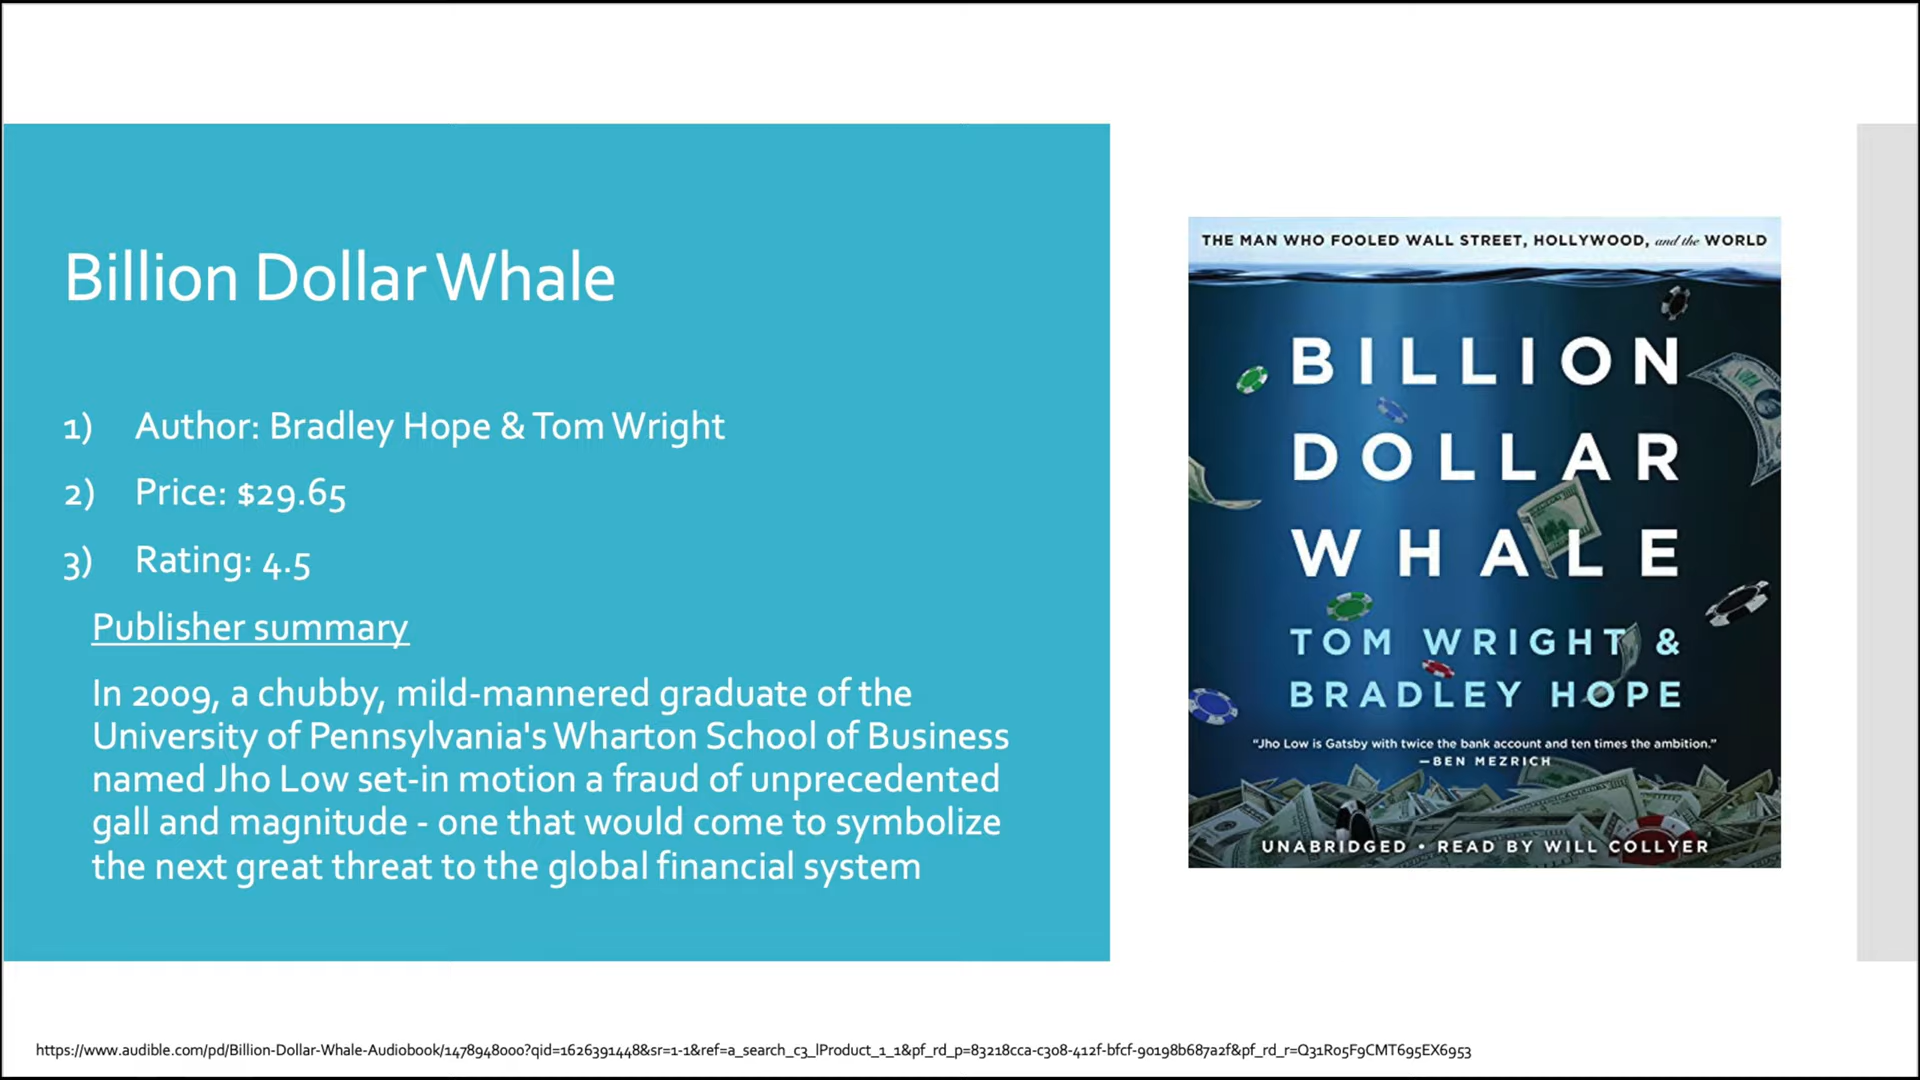 Billion Dollar Whale
1) Author: Bradley Hope & Tom Wright
2) Price: $29.65
3) Rating: 4.5
Publisher summary
In 2009, a chubby, mild-mannered graduate of the
University of Pennsylvania's Wharton School of Business
named Jho Low set-in motion a fraud of unprecedented
gall and magnitude - one that would come to symbolize
the next great threat to the global financial system
THE MAN WHO FOOLED WALL STREET, HOLLYWOOD, and the WORLD
BILLION
DOLLAR
WHALE
TOM WRIGHT &
BRADLEY HOPE
“Jho Low is Gatsby with twice the bank account and ten times the ambition.”
—BEN MEZRICH
UNABRIDGED • READ BY WILL COLLYER
https://www.audible.com/pd/Billion-Dollar-Whale-Audiobook/1478948000?qid=1626391448&sr=1-1&ref=a_search_c3_lProduct_1_1&pf_rd_p=83218cca-c308-412f-bfcf-90198b687a2f&pf_rd_r=Q31R05F9CMT695EX6953